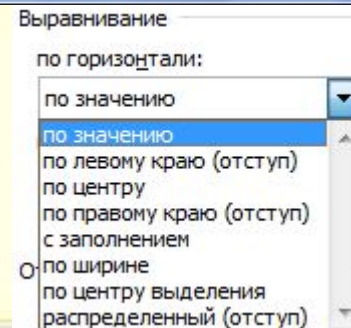 Выравнивание
по горизонтали:
по значению
по значению
по левому краю (отступ)
по центру
по правому краю (отступ)
с заполнением
по ширине
по центру выделения
распределенный (отступ)